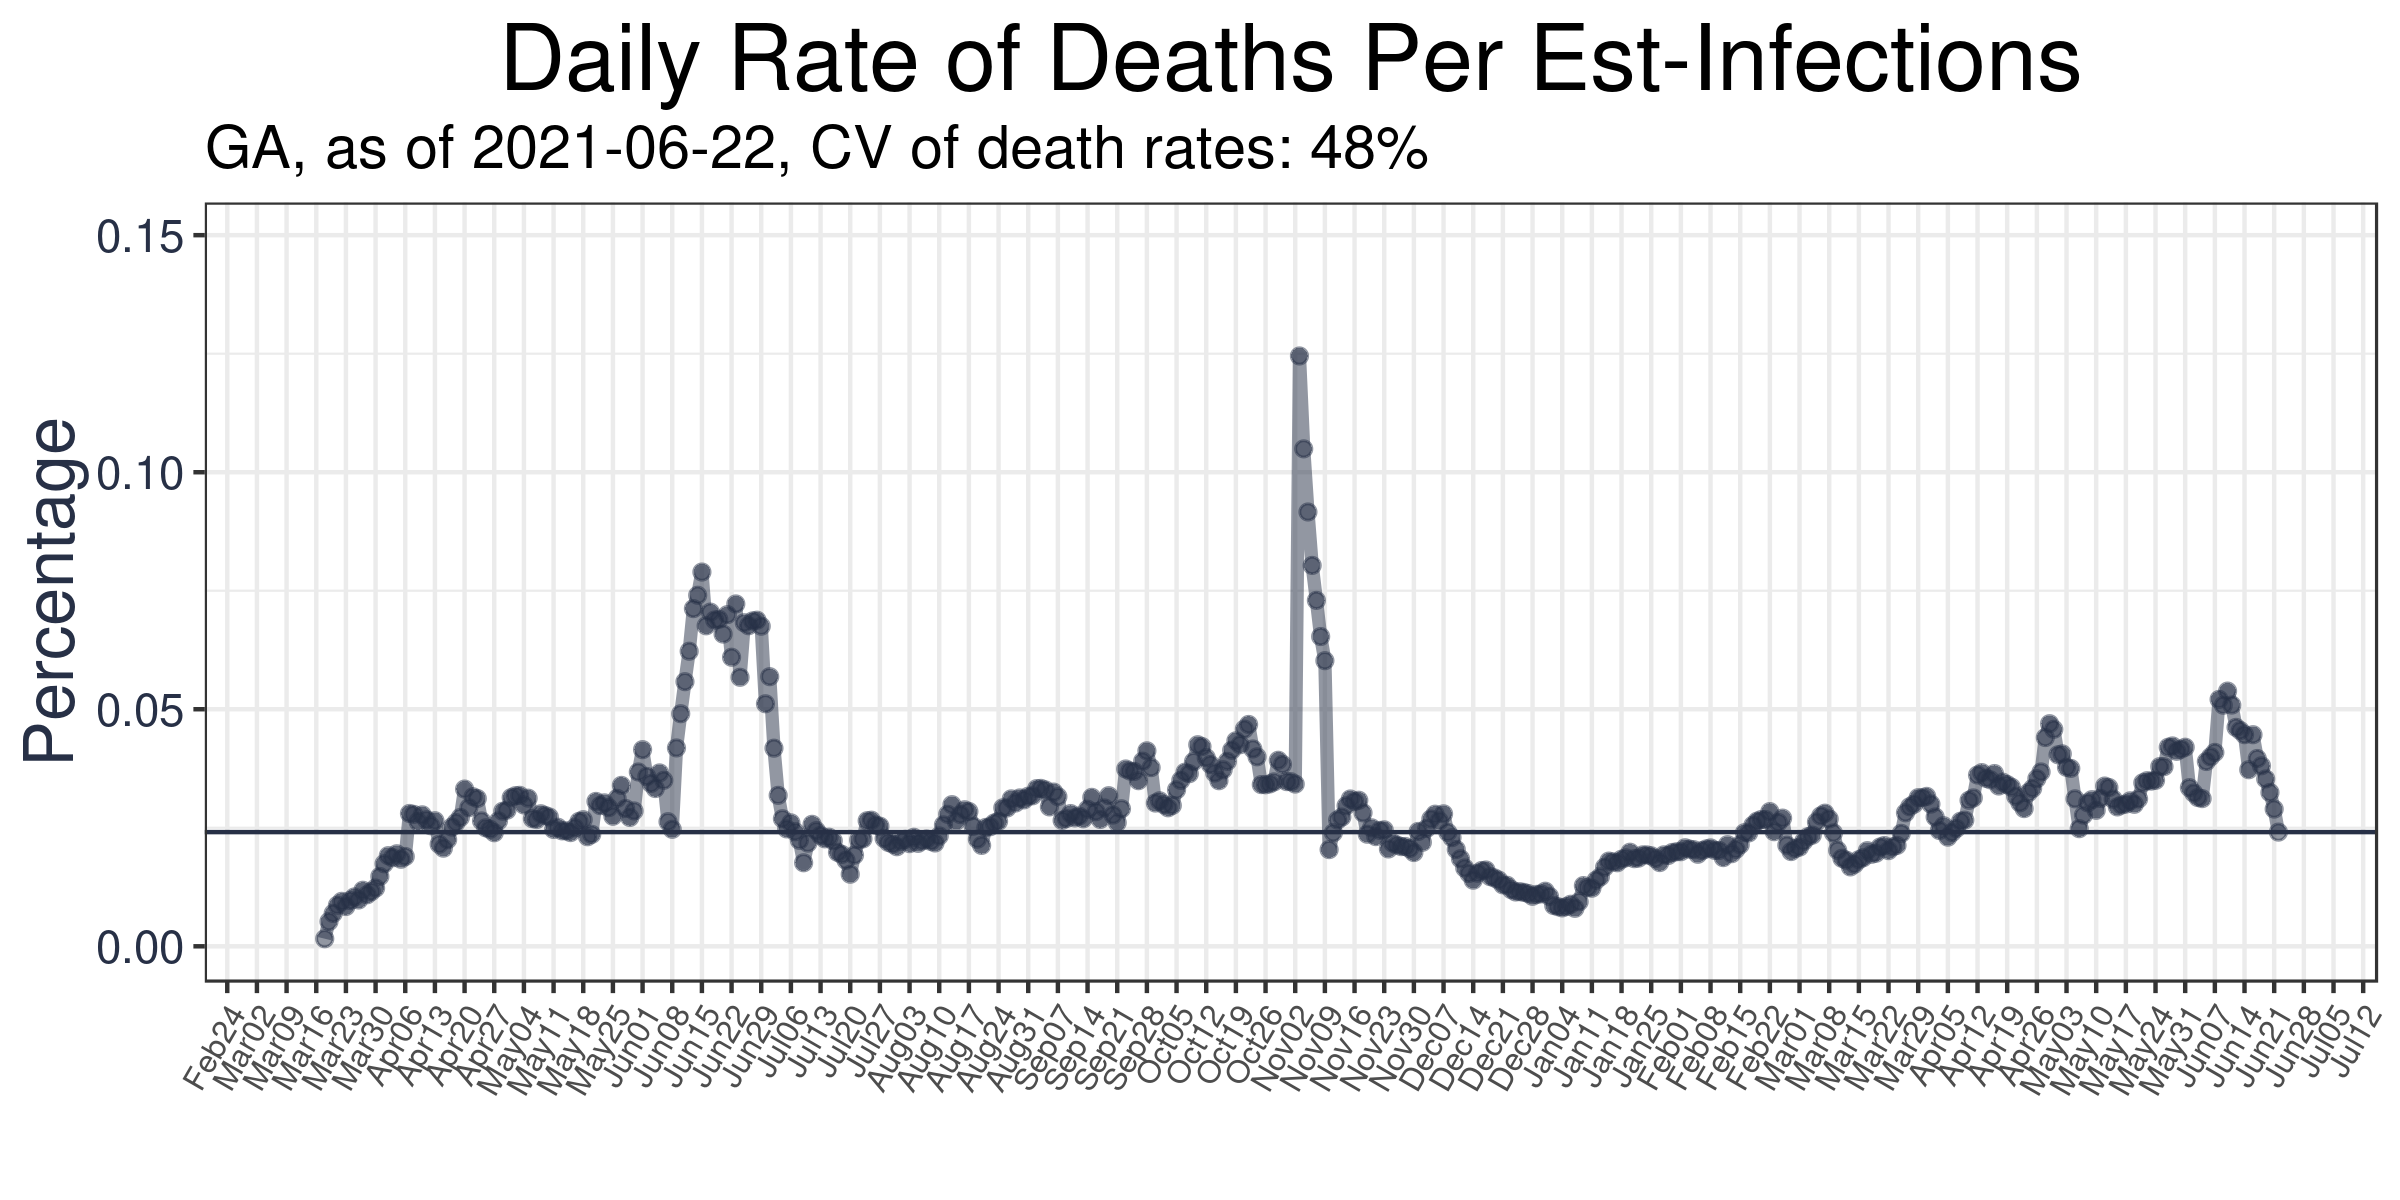 Daily Rate of Deaths Per Est-Infections
GA, as of 2021-06-22, CV of death rates: 48%
Percentage
0.15
0.10
0.05
0.00
Feb24
Mar02
Mar09
Mar16
Mar23
Mar30
Apr06
Apr13
Apr20
Apr27
May04
May11
May18
May25
Jun01
Jun08
Jun15
Jun22
Jun29
Jul06
Jul13
Jul20
Jul27
Aug03
Aug10
Aug17
Aug24
Aug31
Sep07
Sep14
Sep21
Sep28
Oct05
Oct12
Oct19
Oct26
Nov02
Nov09
Nov16
Nov23
Nov30
Dec07
Dec14
Dec21
Dec28
Dec04
Jan11
Jan18
Jan25
Feb01
Feb08
Feb15
Feb22
Mar01
Mar08
Mar15
Mar22
Mar29
Apr05
Apr12
Apr19
Apr26
May03
May10
May17
May24
May31
May07
Jun14
Jun21
Jun28
Jul05
Jul12